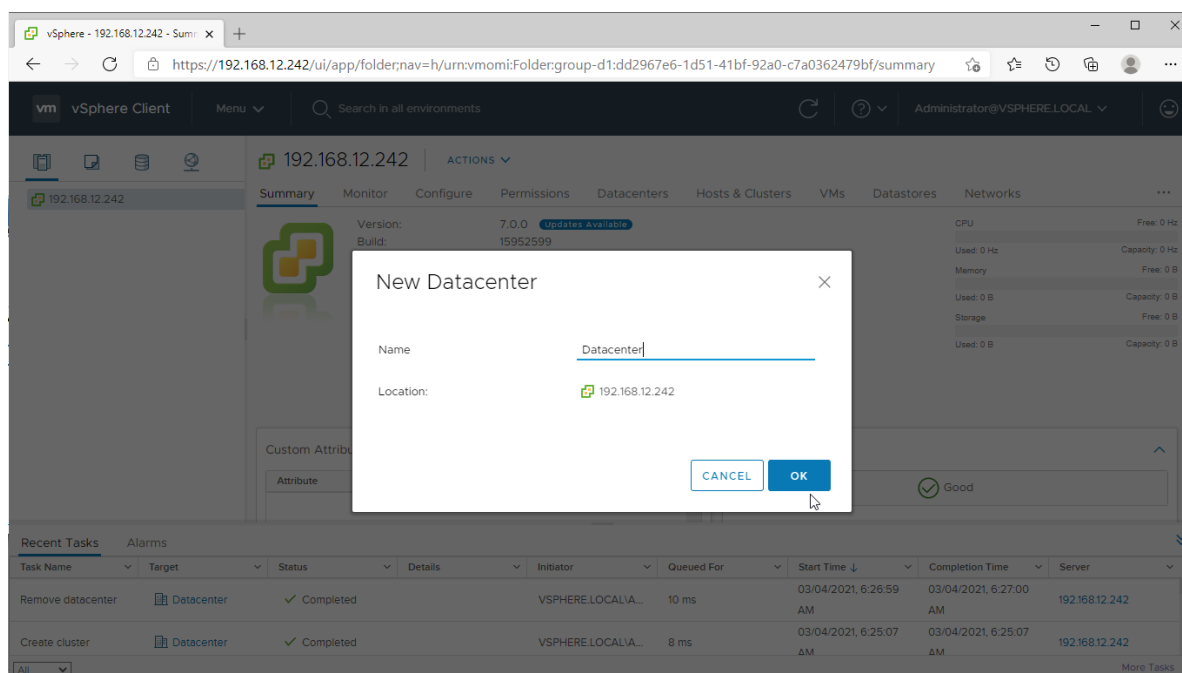 vSphere - 192.168.12.242 - Summ
https://192.168.12.242/ui/app/folder;nav=h/urn:vmomi:Folder:group-d1:dd2967e6-1d51-41bf-92a0-c7a0362479bf/summary
vm vSphere Client Menu Search in all environments Administrator@VSPHERE.LOCAL
192.168.12.242 ACTIONS
192.168.12.242
Summary Monitor Configure Permissions Datacenters Hosts & Clusters VMs Datastores Networks
Version: 7.0.0 Updates Available
Build: 15952599
CPU Free: 0 Hz
Used: 0 Hz Capacity: 0 Hz
Memory Free: 0 B
Used: 0 B Capacity: 0 B
Storage Free: 0 B
Used: 0 B Capacity: 0 B
New Datacenter
Name Datacenter
Location: 192.168.12.242
CANCEL OK
Custom Attribu
Attribute
Good
Recent Tasks Alarms
Task Name Target Status Details Initiator Queued For Start Time Completion Time Server
Remove datacenter Datacenter Completed VSPHERE.LOCAL\A... 10 ms 03/04/2021, 6:26:59 AM 03/04/2021, 6:27:00 AM 192.168.12.242
Create cluster Datacenter Completed VSPHERE.LOCAL\A... 8 ms 03/04/2021, 6:25:07 AM 03/04/2021, 6:25:07 AM 192.168.12.242
All More Tasks